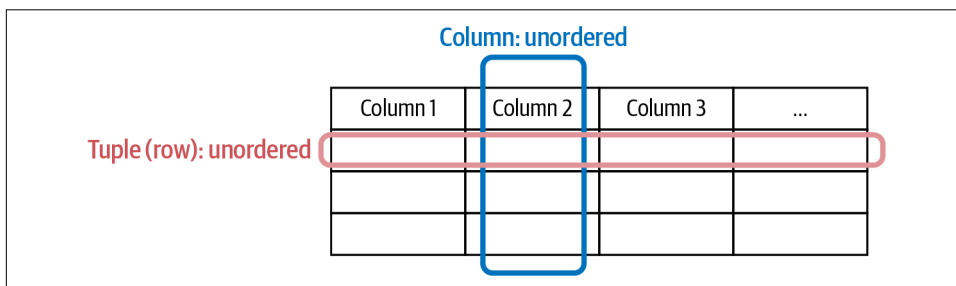 Column: unordered
Column 1 Column 2 Column 3 ...
Tuple (row): unordered